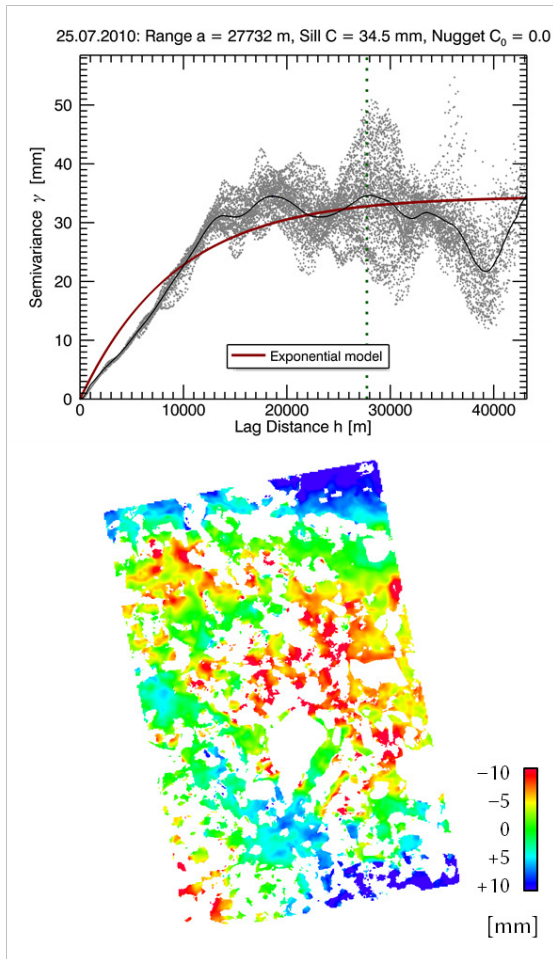 25.07.2010: Range a = 27732 m, Sill C = 34.5 mm, Nugget C₀ = 0.0
50
40
30
20
10
0
Semivariance γ [mm]
Exponential model
0 10000 20000 30000 40000
Lag Distance h [m]
−10
−5
0
+5
+10
[mm]